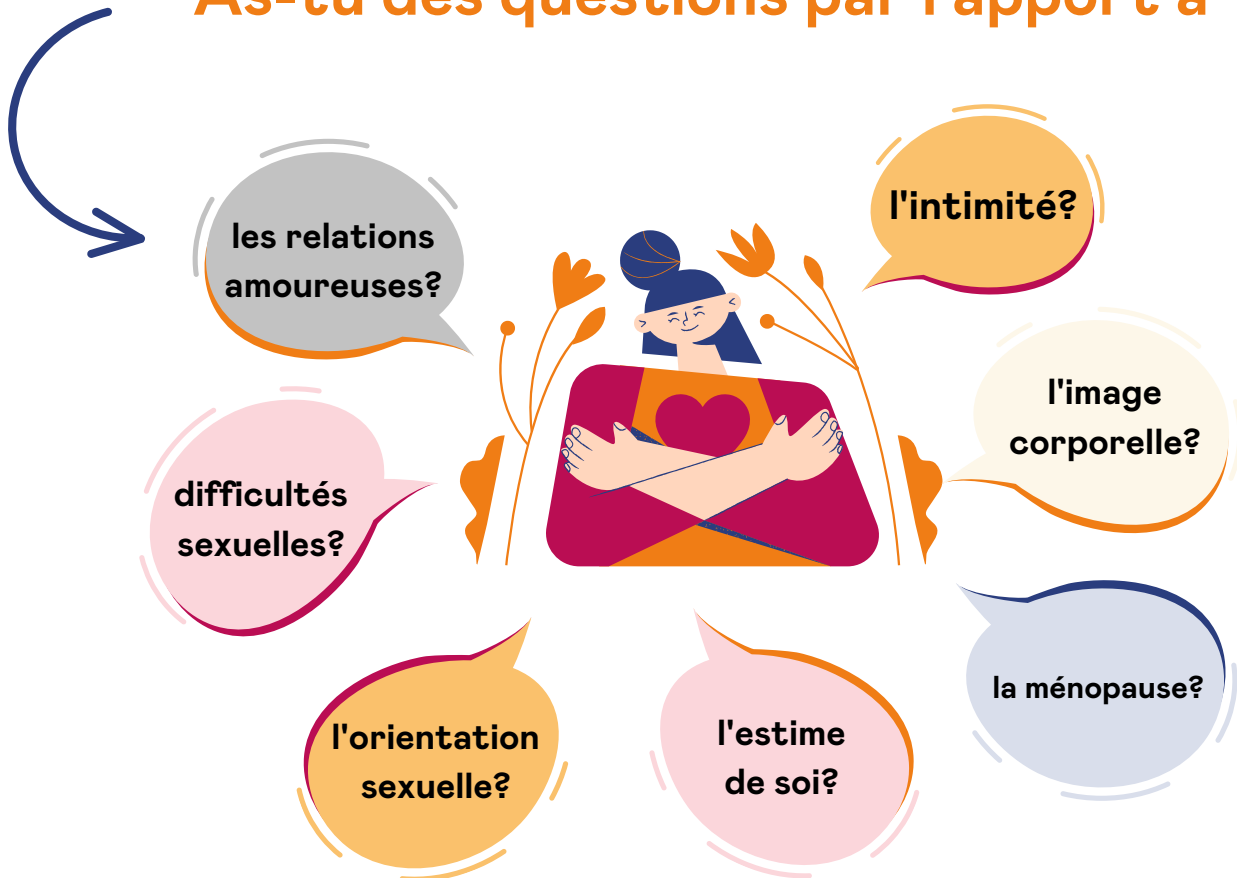 As-tu des questions par rapport à
les relations
amoureuses?
l'intimité?
l'image
corporelle?
difficultés
sexuelles?
la ménopause?
l'orientation
sexuelle?
l'estime
de soi?